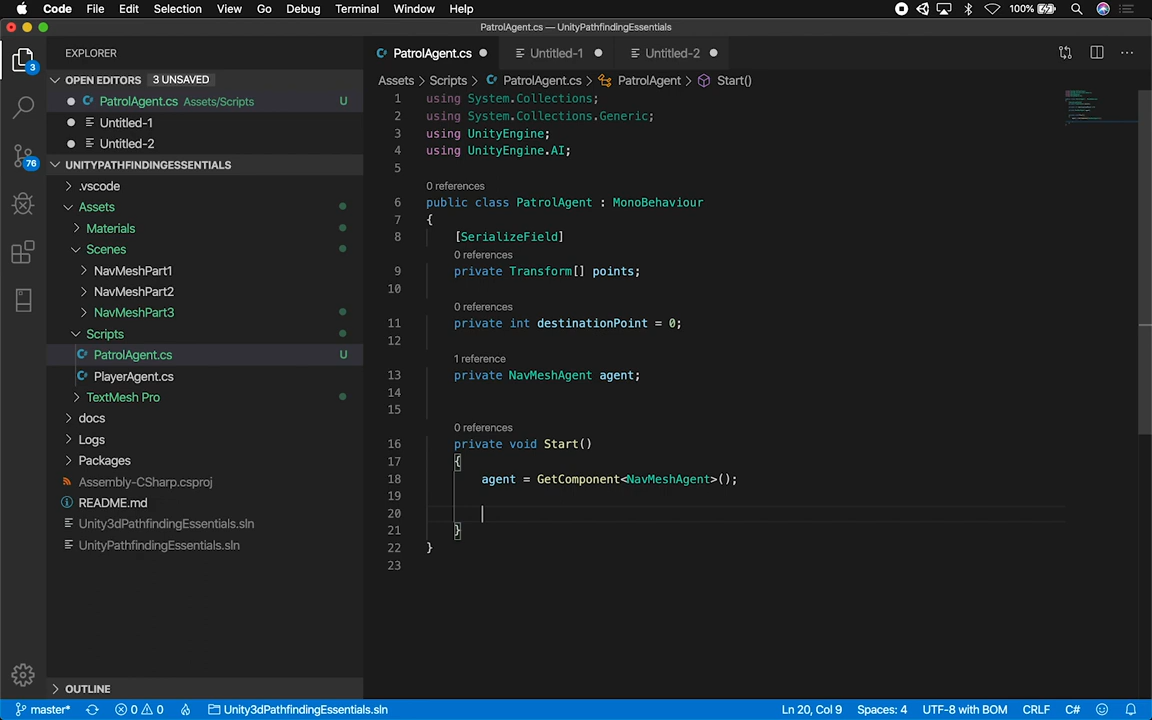 Code File Edit Selection View Go Debug Terminal Window Help 100%
PatrolAgent.cs — UnityPathfindingEssentials
EXPLORER
OPEN EDITORS 3 UNSAVED
PatrolAgent.cs Assets/Scripts U
Untitled-1
Untitled-2
UNITYPATHFINDINGESSENTIALS
.vscode
Assets
Materials
Scenes
NavMeshPart1
NavMeshPart2
NavMeshPart3
Scripts
PatrolAgent.cs U
PlayerAgent.cs
TextMesh Pro
docs
Logs
Packages
Assembly-CSharp.csproj
README.md
Unity3dPathfindingEssentials.sln
UnityPathfindingEssentials.sln
OUTLINE
3
76
PatrolAgent.cs Untitled-1 Untitled-2
Assets > Scripts > PatrolAgent.cs > PatrolAgent > Start()
1 using System.Collections;
2 using System.Collections.Generic;
3 using UnityEngine;
4 using UnityEngine.AI;
5
0 references
6 public class PatrolAgent : MonoBehaviour
7 {
8 [SerializeField]
0 references
9 private Transform[] points;
10
0 references
11 private int destinationPoint = 0;
12
1 reference
13 private NavMeshAgent agent;
14
15
0 references
16 private void Start()
17 {
18 agent = GetComponent<NavMeshAgent>();
19
20
21 }
22 }
23
master* 0 0 Unity3dPathfindingEssentials.sln Ln 20, Col 9 Spaces: 4 UTF-8 with BOM CRLF C#